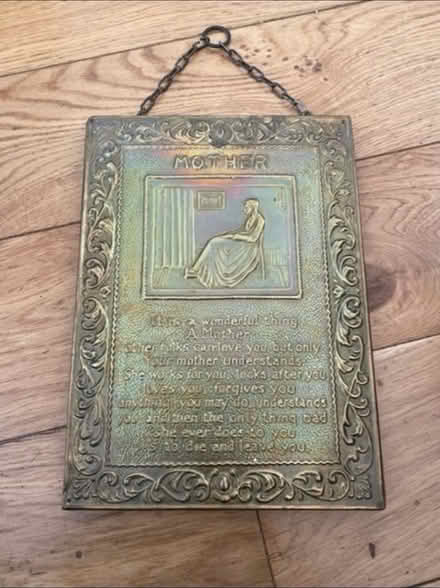 MOTHER
It is a wonderful thing
A Mother
other folks can love you but only
your mother understands
She works for you, looks after you
loves you, forgives you
anything you may do, understands
you and then the only thing bad
she ever does to you
is to die and leave you.